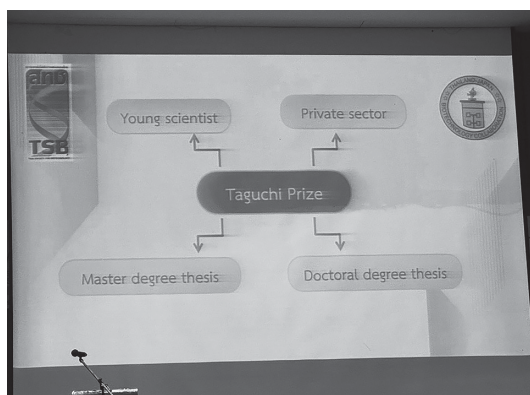 TSB
Young scientist
Private sector
Taguchi Prize
Master degree thesis
Doctoral degree thesis